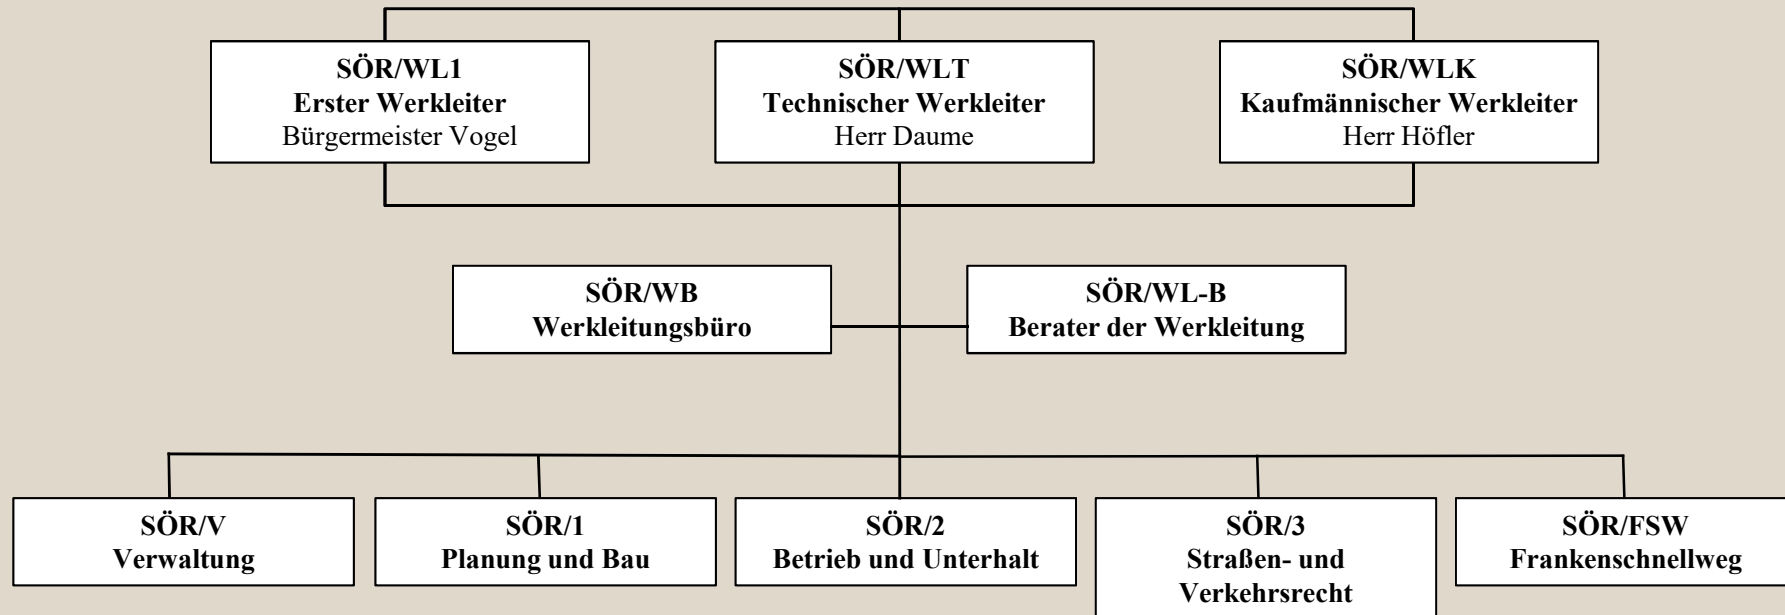 SÖR/WL1
Erster Werkleiter
Bürgermeister Vogel
SÖR/WLT
Technischer Werkleiter
Herr Daume
SÖR/WLK
Kaufmännischer Werkleiter
Herr Höfler
SÖR/WB
Werkleitungsbüro
SÖR/WL-B
Berater der Werkleitung
SÖR/V
Verwaltung
SÖR/1
Planung und Bau
SÖR/2
Betrieb und Unterhalt
SÖR/3
Straßen- und
Verkehrsrecht
SÖR/FSW
Frankenschnellweg